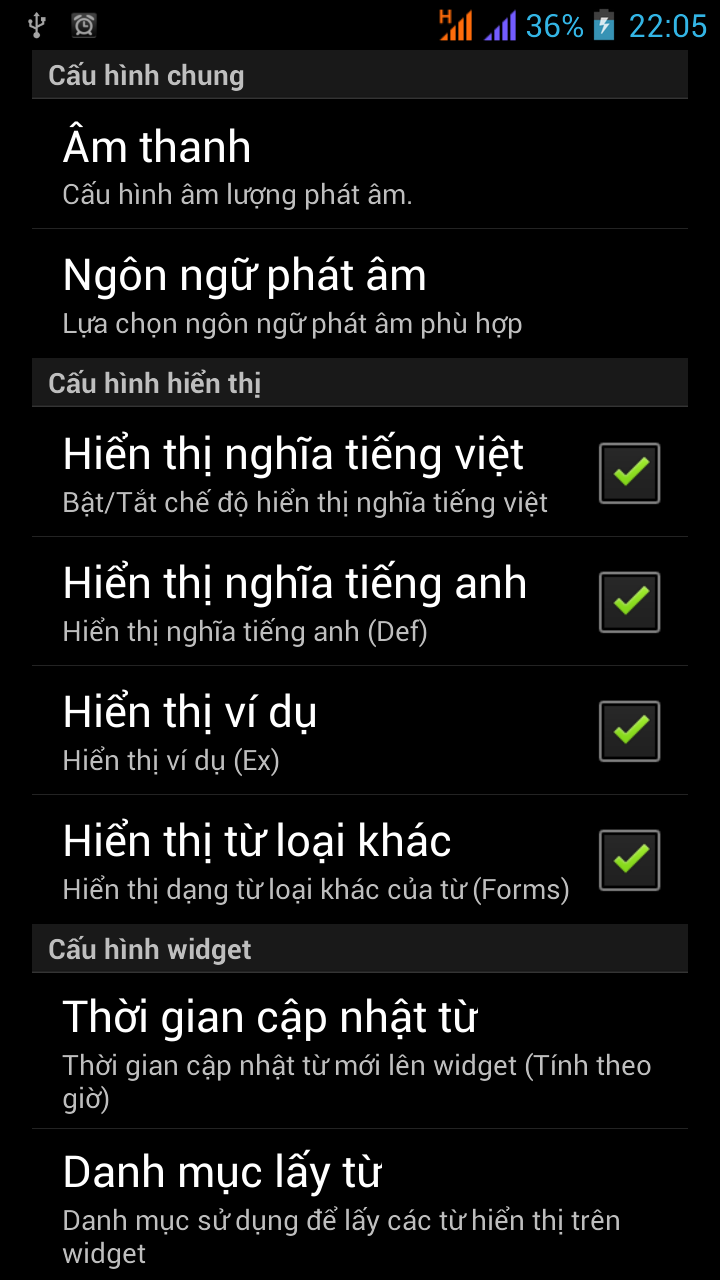 H 36% 22:05
Cấu hình chung
Âm thanh
Cấu hình âm lượng phát âm.
Ngôn ngữ phát âm
Lựa chọn ngôn ngữ phát âm phù hợp
Cấu hình hiển thị
Hiển thị nghĩa tiếng việt
Bật/Tắt chế độ hiển thị nghĩa tiếng việt
Hiển thị nghĩa tiếng anh
Hiển thị nghĩa tiếng anh (Def)
Hiển thị ví dụ
Hiển thị ví dụ (Ex)
Hiển thị từ loại khác
Hiển thị dạng từ loại khác của từ (Forms)
Cấu hình widget
Thời gian cập nhật từ
Thời gian cập nhật từ mới lên widget (Tính theo
giờ)
Danh mục lấy từ
Danh mục sử dụng để lấy các từ hiển thị trên
widget